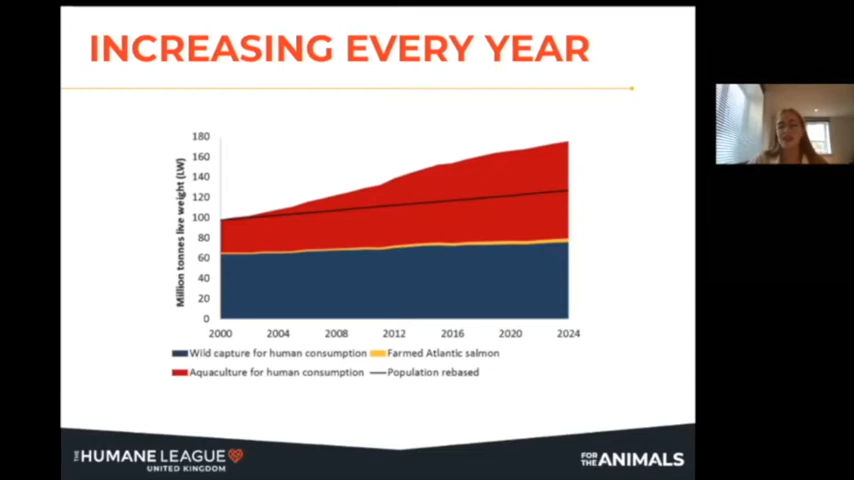 INCREASING EVERY YEAR
Million tonnes live weight (LW)
180
160
140
120
100
80
60
40
20
0
2000 2004 2008 2012 2016 2020 2024
Wild capture for human consumption Farmed Atlantic salmon
Aquaculture for human consumption Population rebased
THE HUMANE LEAGUE
UNITED KINGDOM
FOR THE ANIMALS